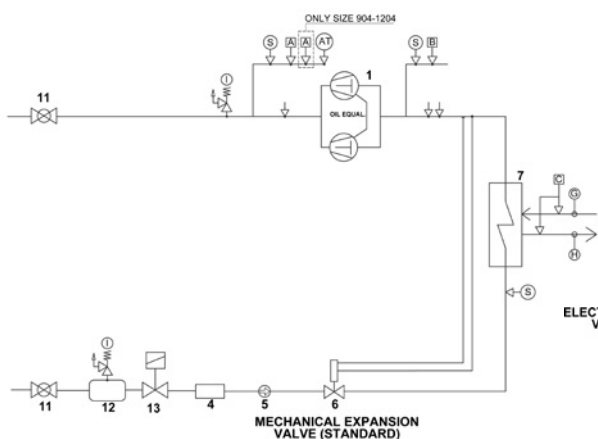 ONLY SIZE 904-1204
S A A AT S B
I 1
11
OIL EQUAL.
7
C
G
H
S
ELECT
V
I
11 12 13 4 5 6
MECHANICAL EXPANSION
VALVE (STANDARD)